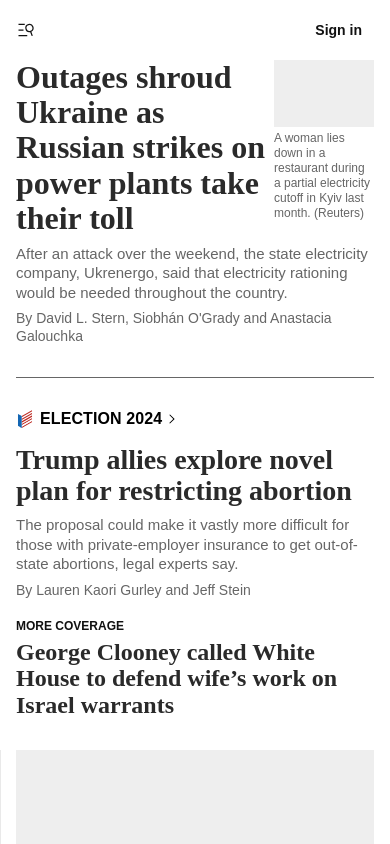 Sign in
Outages shroud
Ukraine as
Russian strikes on
power plants take
their toll
A woman lies
down in a
restaurant during
a partial electricity
cutoff in Kyiv last
month. (Reuters)
After an attack over the weekend, the state electricity
company, Ukrenergo, said that electricity rationing
would be needed throughout the country.
By David L. Stern, Siobhán O'Grady and Anastacia
Galouchka
ELECTION 2024
Trump allies explore novel
plan for restricting abortion
The proposal could make it vastly more difficult for
those with private-employer insurance to get out-of-
state abortions, legal experts say.
By Lauren Kaori Gurley and Jeff Stein
MORE COVERAGE
George Clooney called White
House to defend wife’s work on
Israel warrants